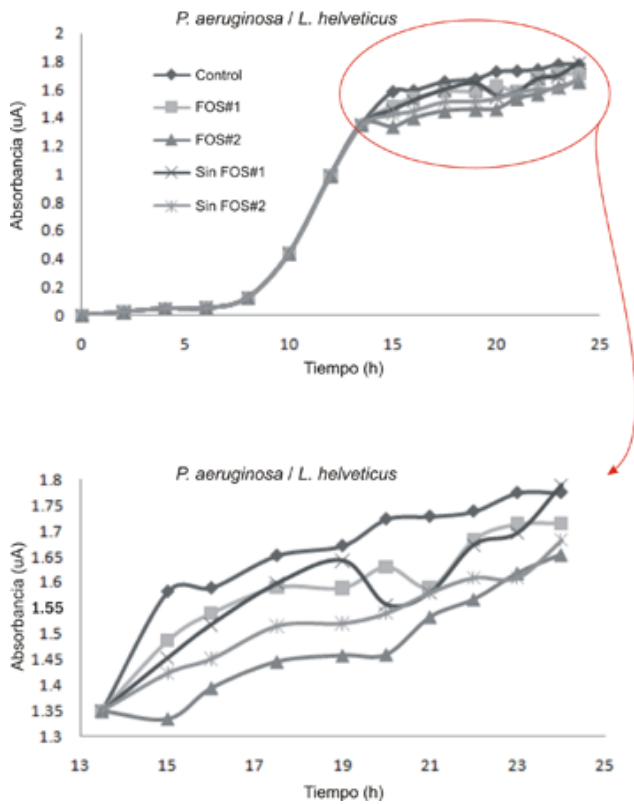 P. aeruginosa / L. helveticus
Absorbancia (uA)
2
1.8
1.6
1.4
1.2
1
0.8
0.6
0.4
0.2
0
Control
FOS#1
FOS#2
Sin FOS#1
Sin FOS#2
0 5 10 15 20 25
Tiempo (h)
P. aeruginosa / L. helveticus
Absorbancia (uA)
1.8
1.75
1.7
1.65
1.6
1.55
1.5
1.45
1.4
1.35
1.3
13 15 17 19 21 23 25
Tiempo (h)